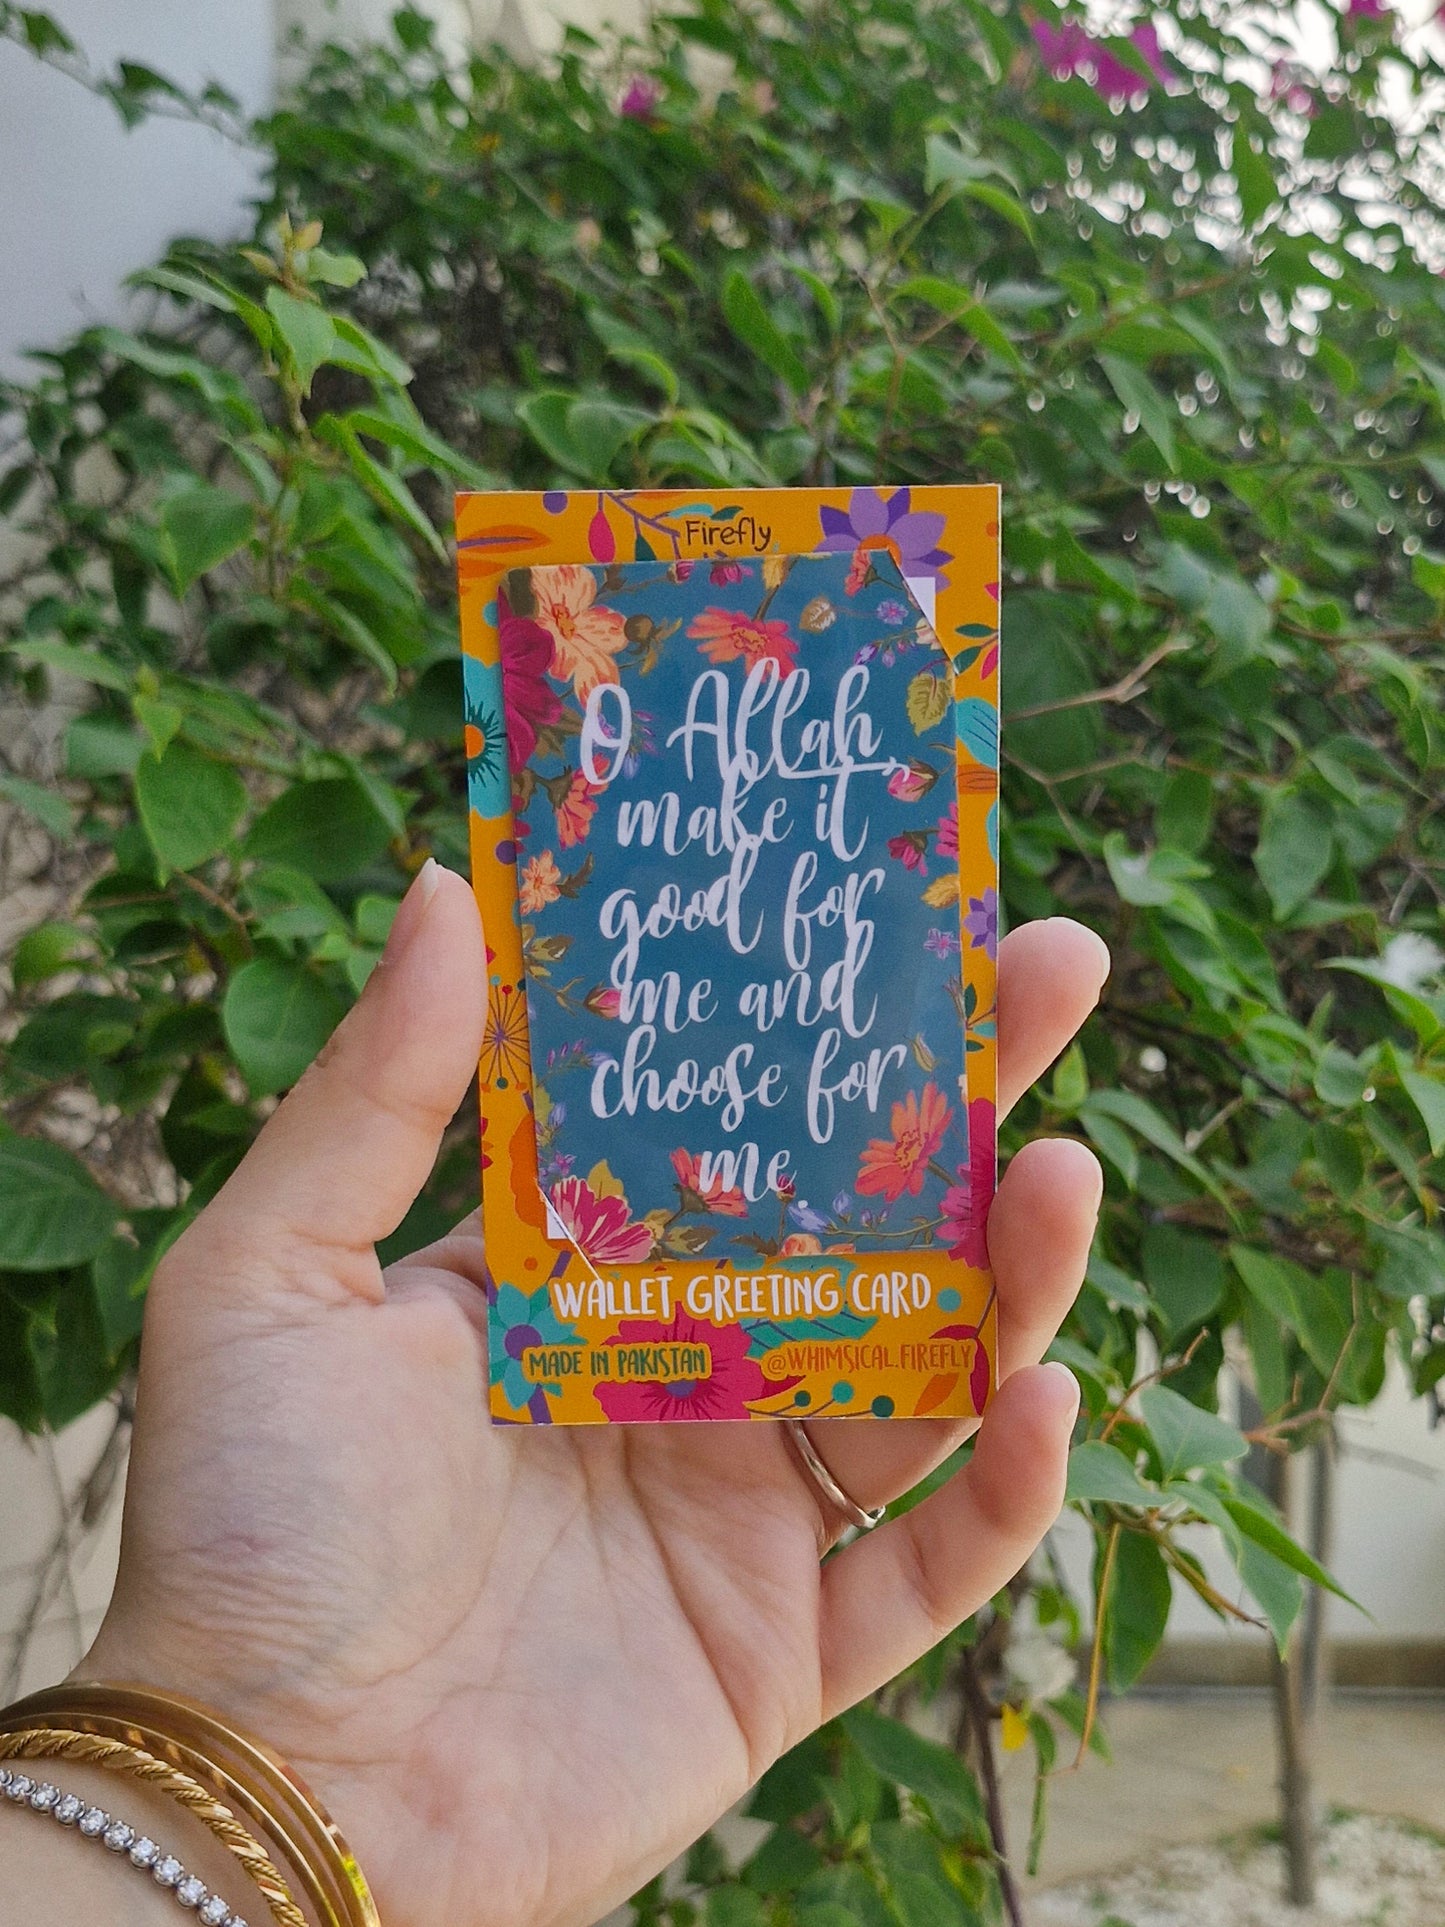 Firefly
O Allah,
make it
good for
me and
choose for
me.
WALLET GREETING CARD
MADE IN PAKISTAN
@WHIMSICAL.FIREFLY